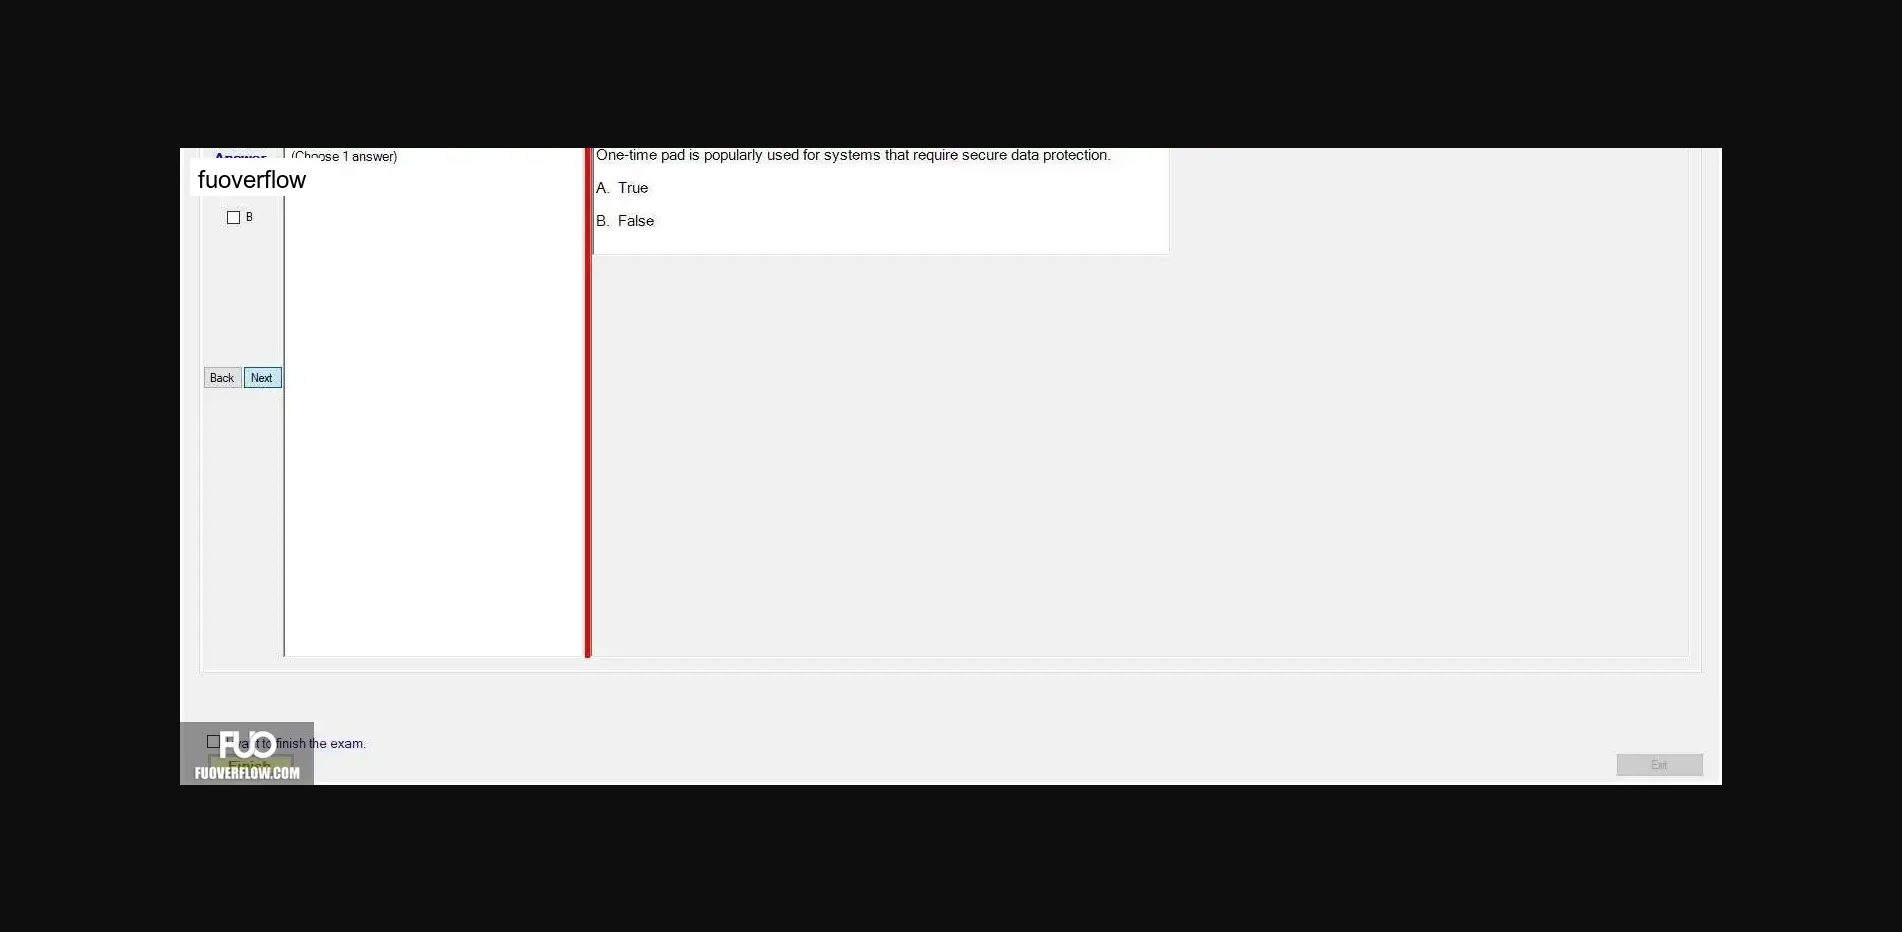 Answer
(Choose 1 answer)
One-time pad is popularly used for systems that require secure data protection.
fuoverflow
A. True
B
B. False
Back
Next
FUO
I want to finish the exam.
Finish
FUOVERFLOW.COM
Exit